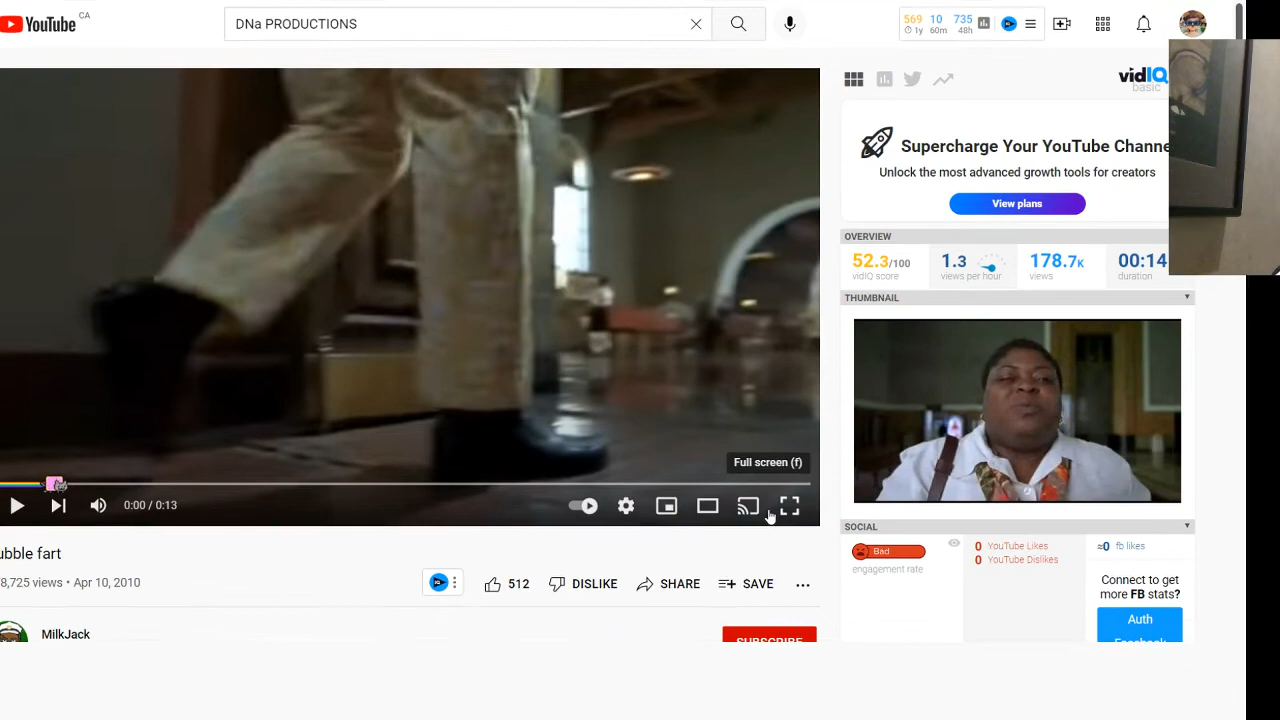 YouTube CA
DNa PRODUCTIONS
569 10 735
1y 60m 48h
vidIQ
basic
Supercharge Your YouTube Channe
Unlock the most advanced growth tools for creators
View plans
OVERVIEW
52.3/100 1.3 178.7K 00:14
vidIQ score views per hour views duration
THUMBNAIL
Full screen (f)
0:00 / 0:13
SOCIAL
Bad
engagement rate
0 YouTube Likes
0 YouTube Dislikes
≈0 fb likes
Connect to get
more FB stats?
Auth
Facebook
ubble fart
8,725 views • Apr 10, 2010
IQ
512 DISLIKE SHARE SAVE
MilkJack
SUBSCRIBE